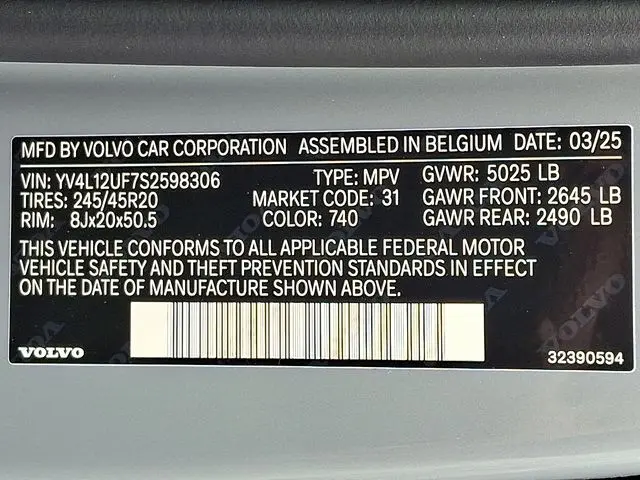 MFD BY VOLVO CAR CORPORATION ASSEMBLED IN BELGIUM DATE: 03/25
VIN: YV4L12UF7S2598306 TYPE: MPV GVWR: 5025 LB
TIRES: 245/45R20 MARKET CODE: 31 GAWR FRONT: 2645 LB
RIM: 8Jx20x50.5 COLOR: 740 GAWR REAR: 2490 LB
THIS VEHICLE CONFORMS TO ALL APPLICABLE FEDERAL MOTOR
VEHICLE SAFETY AND THEFT PREVENTION STANDARDS IN EFFECT
ON THE DATE OF MANUFACTURE SHOWN ABOVE.
VOLVO 32390594